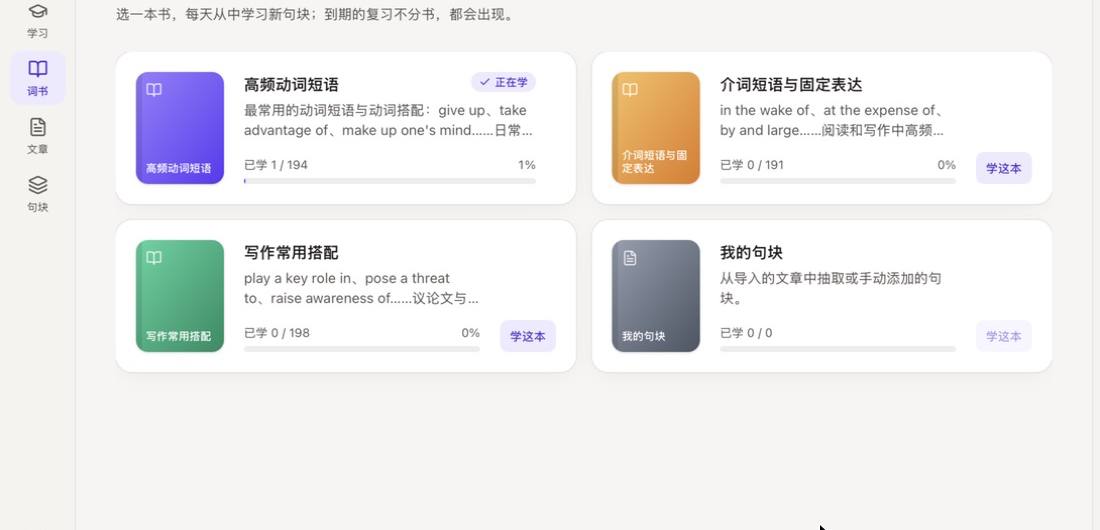 选一本书，每天从中学习新句块；到期的复习不分书，都会出现。
学习
词书
文章
句块
高频动词短语
高频动词短语
正在学
最常用的动词短语与动词搭配：give up、take
advantage of、make up one's mind……日常…
已学 1 / 194
1%
介词短语与固
定表达
介词短语与固定表达
in the wake of、at the expense of、
by and large……阅读和写作中高频…
已学 0 / 191
0%
学这本
写作常用搭配
写作常用搭配
play a key role in、pose a threat
to、raise awareness of……议论文与…
已学 0 / 198
0%
学这本
我的句块
我的句块
从导入的文章中抽取或手动添加的句
块。
已学 0 / 0
学这本